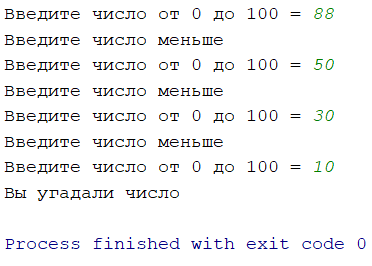 Введите число от 0 до 100 = 88
Введите число меньше
Введите число от 0 до 100 = 50
Введите число меньше
Введите число от 0 до 100 = 30
Введите число меньше
Введите число от 0 до 100 = 10
Вы угадали число
Process finished with exit code 0